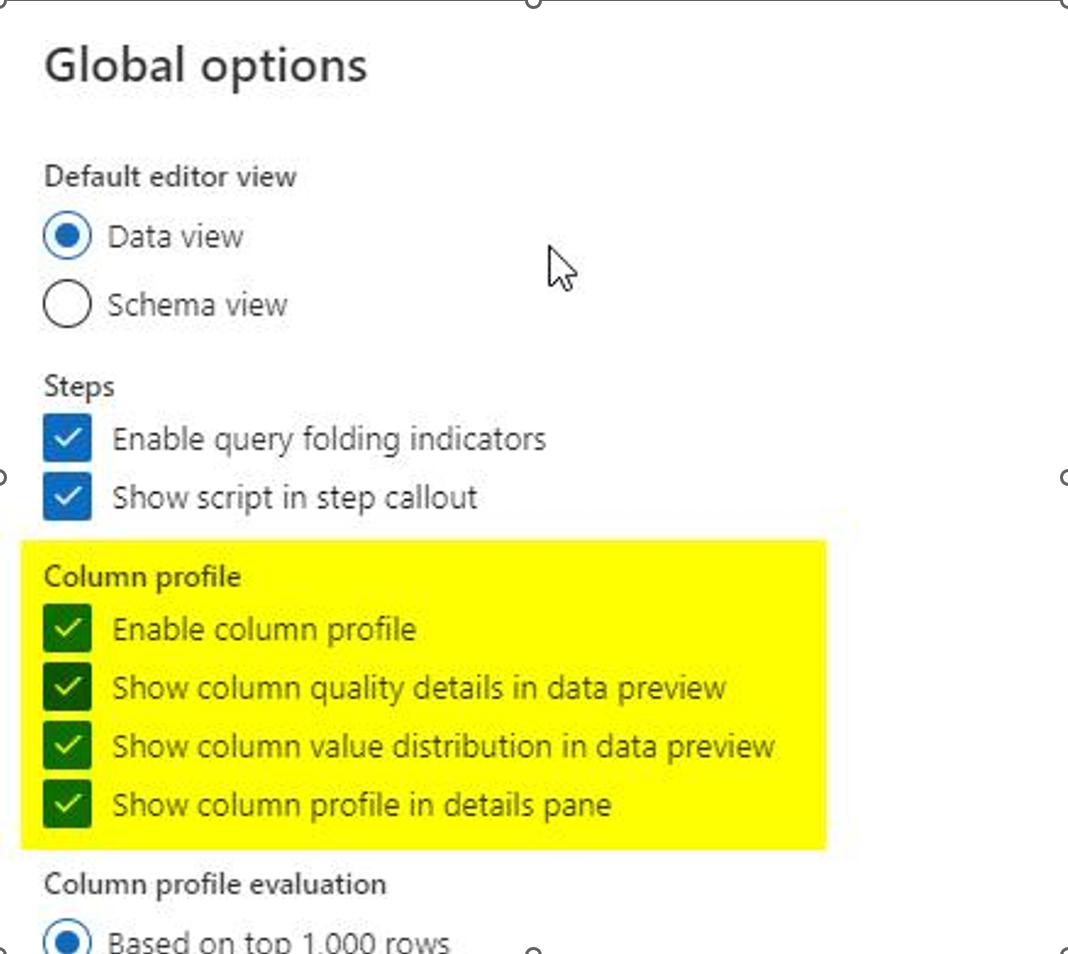 Global options
Default editor view
Data view
Schema view
Steps
Enable query folding indicators
Show script in step callout
Column profile
Enable column profile
Show column quality details in data preview
Show column value distribution in data preview
Show column profile in details pane
Column profile evaluation
Based on top 1,000 rows